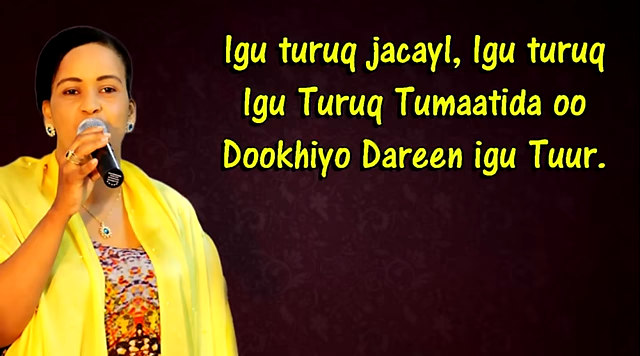 Igu turuq jacayl, Igu turuq
Igu Turuq Tumaatida oo
Dookhiyo Dareen igu Tuur.